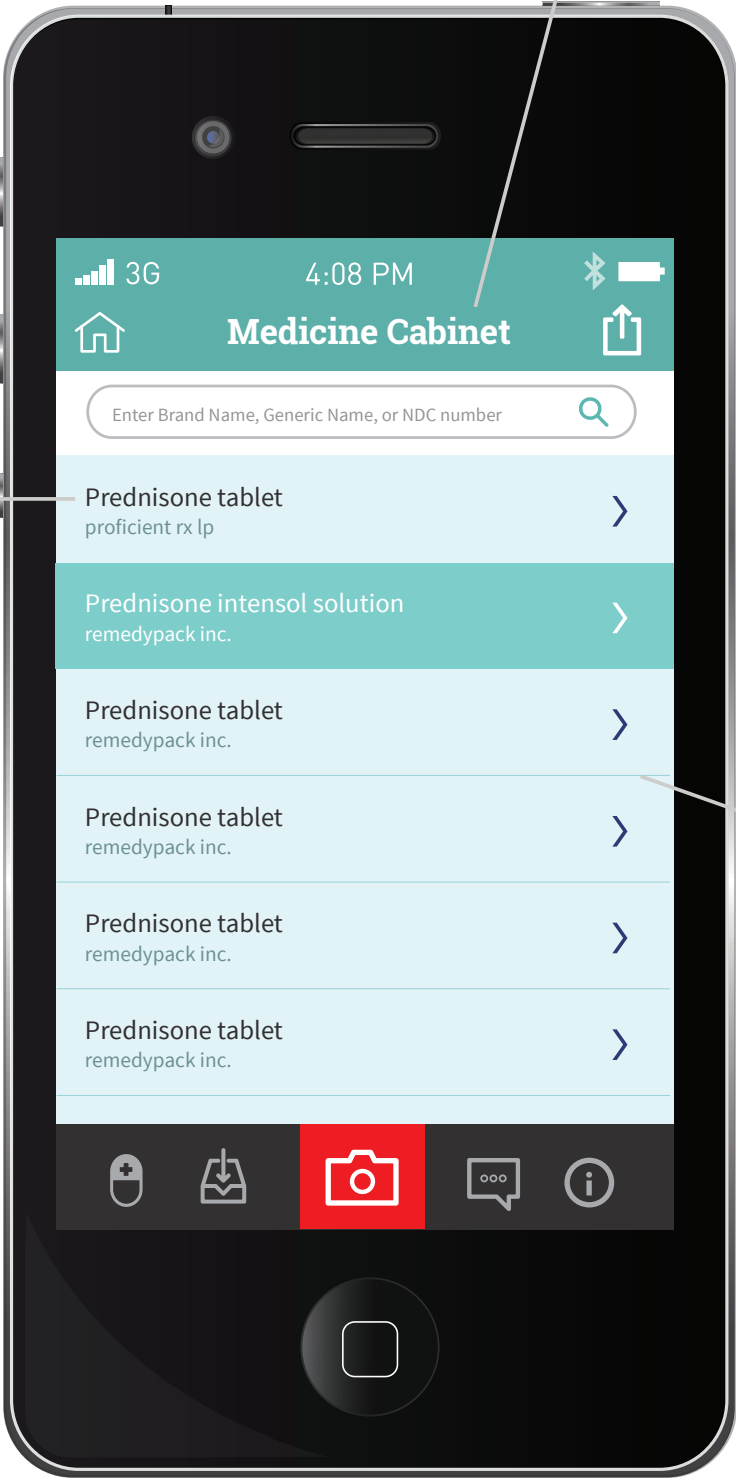 3G
4:08 PM
Medicine Cabinet
Enter Brand Name, Generic Name, or NDC number
Prednisone tablet
proficient rx lp
Prednisone intensol solution
remedypack inc.
Prednisone tablet
remedypack inc.
Prednisone tablet
remedypack inc.
Prednisone tablet
remedypack inc.
Prednisone tablet
remedypack inc.